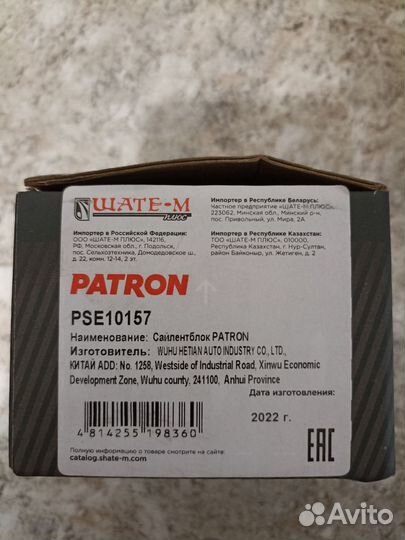 ШАТЕ-М
ПЛЮС
Импортер в Российской Федерации:
ООО «ШАТЕ-М ПЛЮС», 142116,
РФ, Московская обл., г. Подольск,
пос. Сельхозтехника, Домодедовское ш.,
д. 22, комн. 12-14, 2 эт.
Импортер в Республике Беларусь:
Частное предприятие «ШАТЕ-М ПЛЮС»,
223062, Минская обл., Минский р-н,
пос. Привольный, ул. Мира, 2А
Импортер в Республике Казахстан:
ТОО «ШАТЕ-М ПЛЮС», 010000,
Республика Казахстан, г. Нур-Султан,
район Байконыр, ул. Жетиген, д. 2
PATRON
PSE10157
Наименование: Сайлентблок PATRON
Изготовитель: WUHU HETIAN AUTO INDUSTRY CO., LTD.,
КИТАЙ ADD: No. 1258, Westside of Industrial Road, Xinwu Economic
Development Zone, Wuhu county, 241100, Anhui Province
Дата изготовления:
2022 г.
4 814255 198360
EAC
Полную информацию о товаре смотрите на
catalog.shate-m.com
Avito